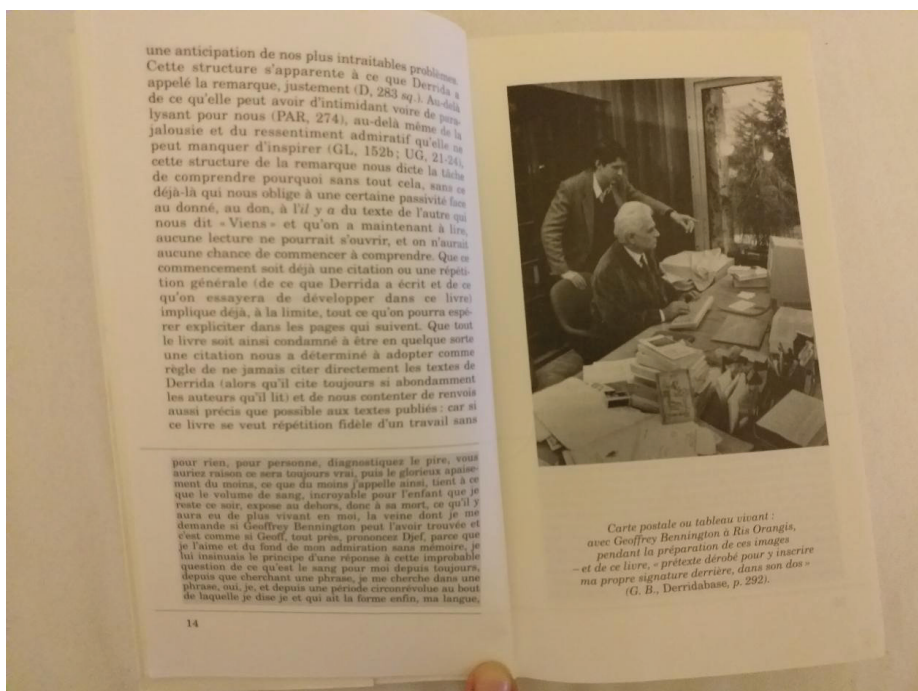 une anticipation de nos plus intraitables problèmes.
Cette structure s'apparente à ce que Derrida a
appelé la remarque, justement (D, 283 sq.). Au-delà
de ce qu'elle peut avoir d'intimidant voire de para-
lysant pour nous (PAR, 274), au-delà même de la
jalousie et du ressentiment admiratif qu'elle ne
peut manquer d'inspirer (GL, 152b; UG, 21-24),
cette structure de la remarque nous dicte la tâche
de comprendre pourquoi sans tout cela, sans ce
déjà-là qui nous oblige à une certaine passivité face
au donné, au don, à l'il y a du texte de l'autre qui
nous dit « Viens » et qu'on a maintenant à lire,
aucune lecture ne pourrait s'ouvrir, et on n'aurait
aucune chance de commencer à comprendre. Que ce
commencement soit déjà une citation ou une répéti-
tion générale (de ce que Derrida a écrit et de ce
qu'on essayera de développer dans ce livre)
implique déjà, à la limite, tout ce qu'on pourra espé-
rer expliciter dans les pages qui suivent. Que tout
le livre soit ainsi condamné à être en quelque sorte
une citation nous a déterminé à adopter comme
règle de ne jamais citer directement les textes de
Derrida (alors qu'il cite toujours si abondamment
les auteurs qu'il lit) et de nous contenter de renvois
aussi précis que possible aux textes publiés : car si
ce livre se veut répétition fidèle d'un travail sans
pour rien, pour personne, diagnostiquez le pire, vous
auriez raison ce sera toujours vrai, puis le glorieux apaise-
ment du moins, ce que du moins j'appelle ainsi, tient à ce
que le volume de sang, incroyable pour l'enfant que je
reste ce soir, expose au dehors, donc à sa mort, ce qu'il y
aura eu de plus vivant en moi, la veine dont je me
demande si Geoffrey Bennington peut l'avoir trouvée et
c'est comme si Geoff, tout près, prononcez Djef, parce que
je l'aime et du fond de mon admiration sans mémoire, je
lui insinuais le principe d'une réponse à cette improbable
question de ce qu'est le sang pour moi depuis toujours,
depuis que cherchant une phrase, je me cherche dans une
phrase, oui, je, et depuis une période circonrévolue au bout
de laquelle je dise je et qui ait la forme enfin, ma langue,
14
Carte postale ou tableau vivant :
avec Geoffrey Bennington à Ris Orangis,
pendant la préparation de ces images
– et de ce livre, « prétexte dérobé pour y inscrire
ma propre signature derrière, dans son dos »
(G. B., Derridabase, p. 292).